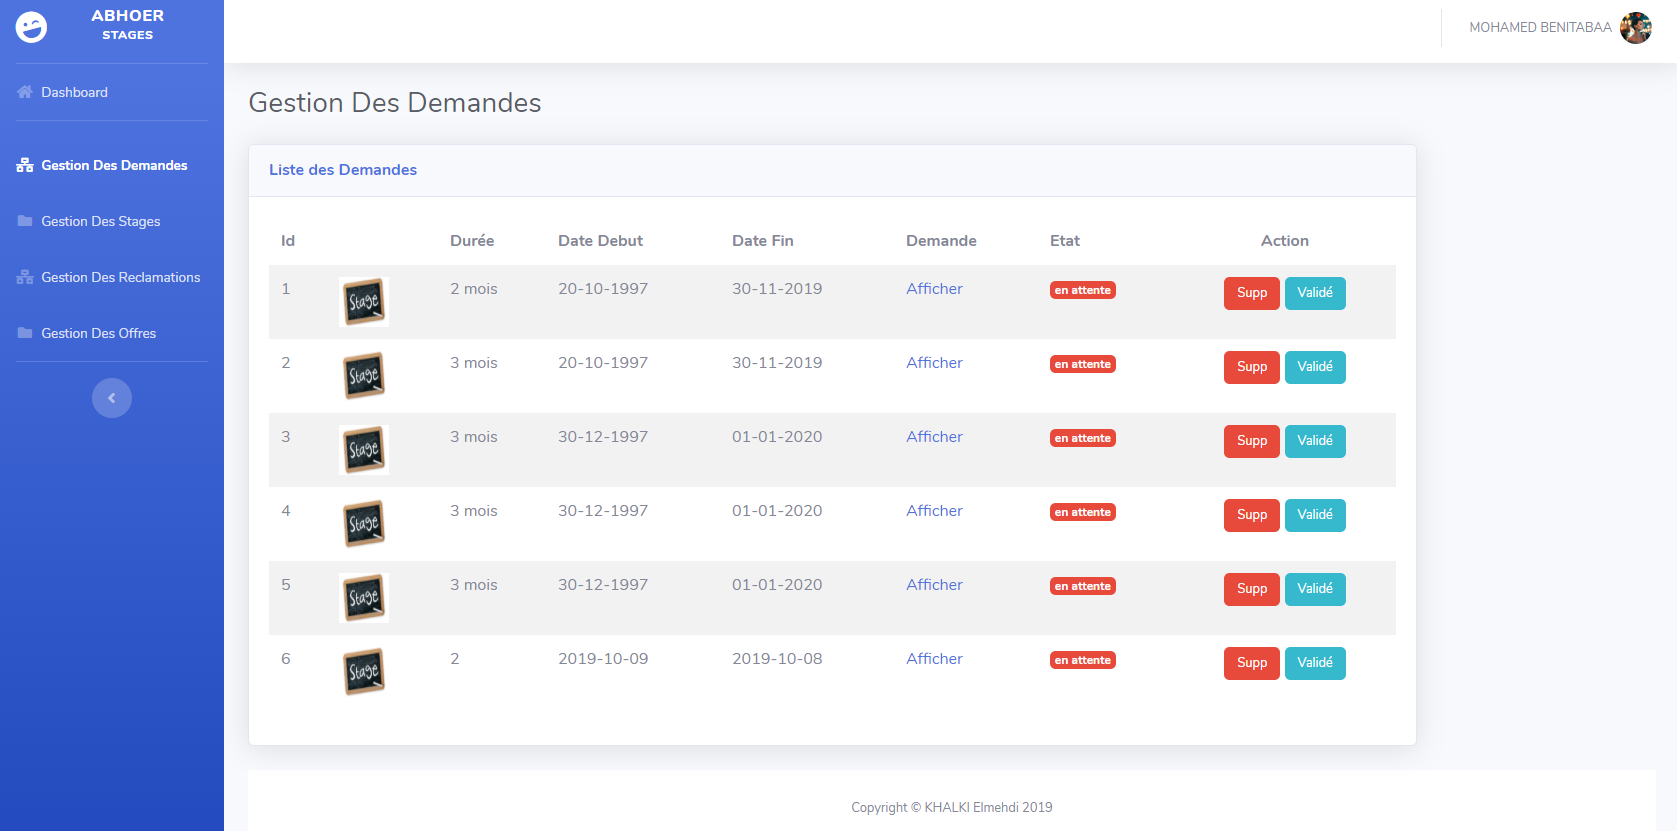 ABHOER
STAGES
MOHAMED BENITABAA
Dashboard
Gestion Des Demandes
Gestion Des Stages
Gestion Des Reclamations
Gestion Des Offres
Gestion Des Demandes
Liste des Demandes
Id Durée Date Debut Date Fin Demande Etat Action
1 Stage 2 mois 20-10-1997 30-11-2019 Afficher en attente Supp Validé
2 Stage 3 mois 20-10-1997 30-11-2019 Afficher en attente Supp Validé
3 Stage 3 mois 30-12-1997 01-01-2020 Afficher en attente Supp Validé
4 Stage 3 mois 30-12-1997 01-01-2020 Afficher en attente Supp Validé
5 Stage 3 mois 30-12-1997 01-01-2020 Afficher en attente Supp Validé
6 Stage 2 2019-10-09 2019-10-08 Afficher en attente Supp Validé
Copyright © KHALKI Elmehdi 2019